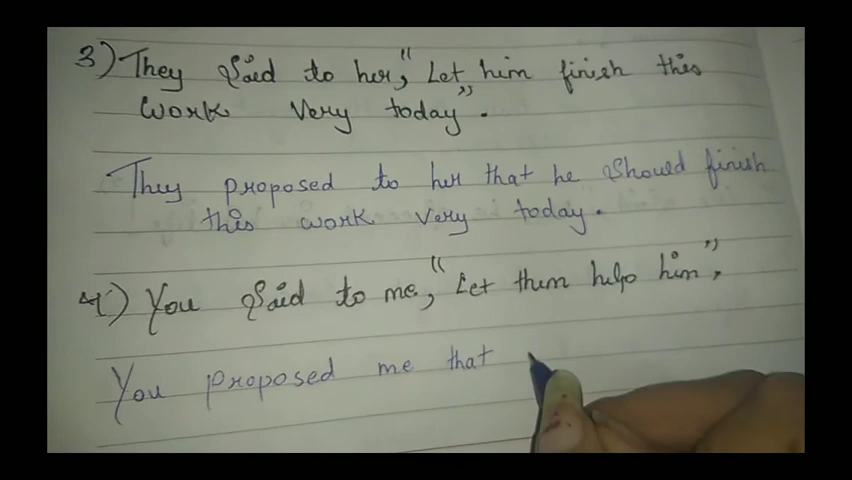 3) They said to her, "Let him finish this
work very today".
They proposed to her that he should finish
this work very today.
4) You said to me, "Let them help him",
You proposed me that